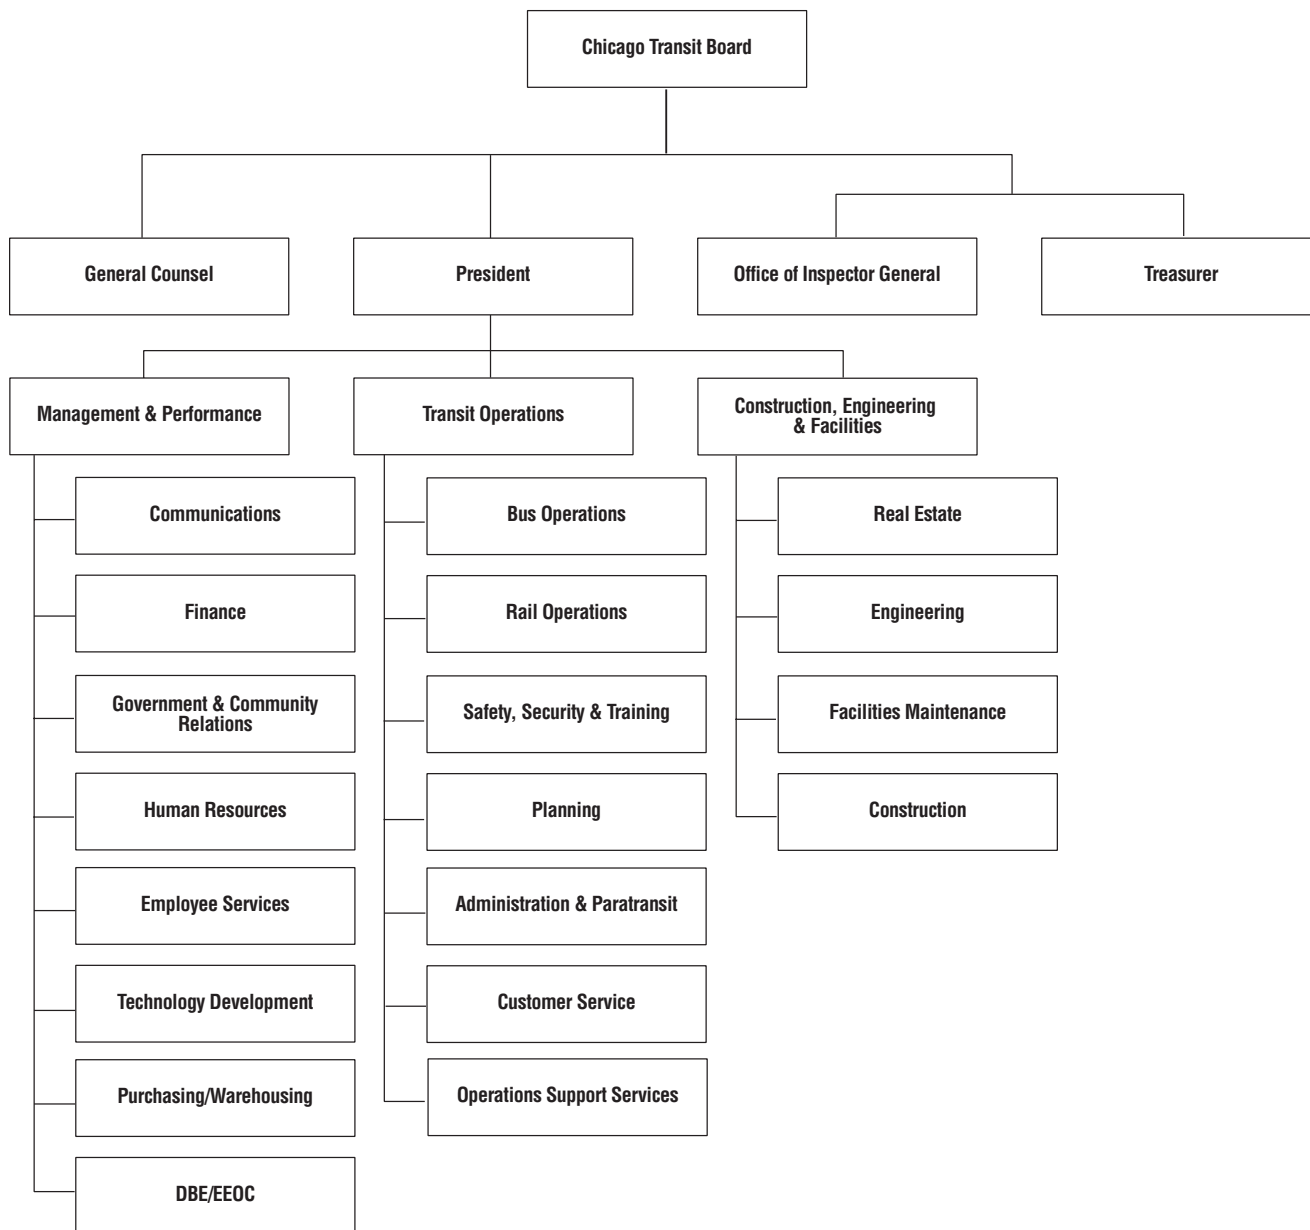 Chicago Transit Board
General Counsel
President
Office of Inspector General
Treasurer
Management & Performance
Transit Operations
Construction, Engineering
& Facilities
Communications
Finance
Government & Community
Relations
Human Resources
Employee Services
Technology Development
Purchasing/Warehousing
DBE/EEOC
Bus Operations
Rail Operations
Safety, Security & Training
Planning
Administration & Paratransit
Customer Service
Operations Support Services
Real Estate
Engineering
Facilities Maintenance
Construction